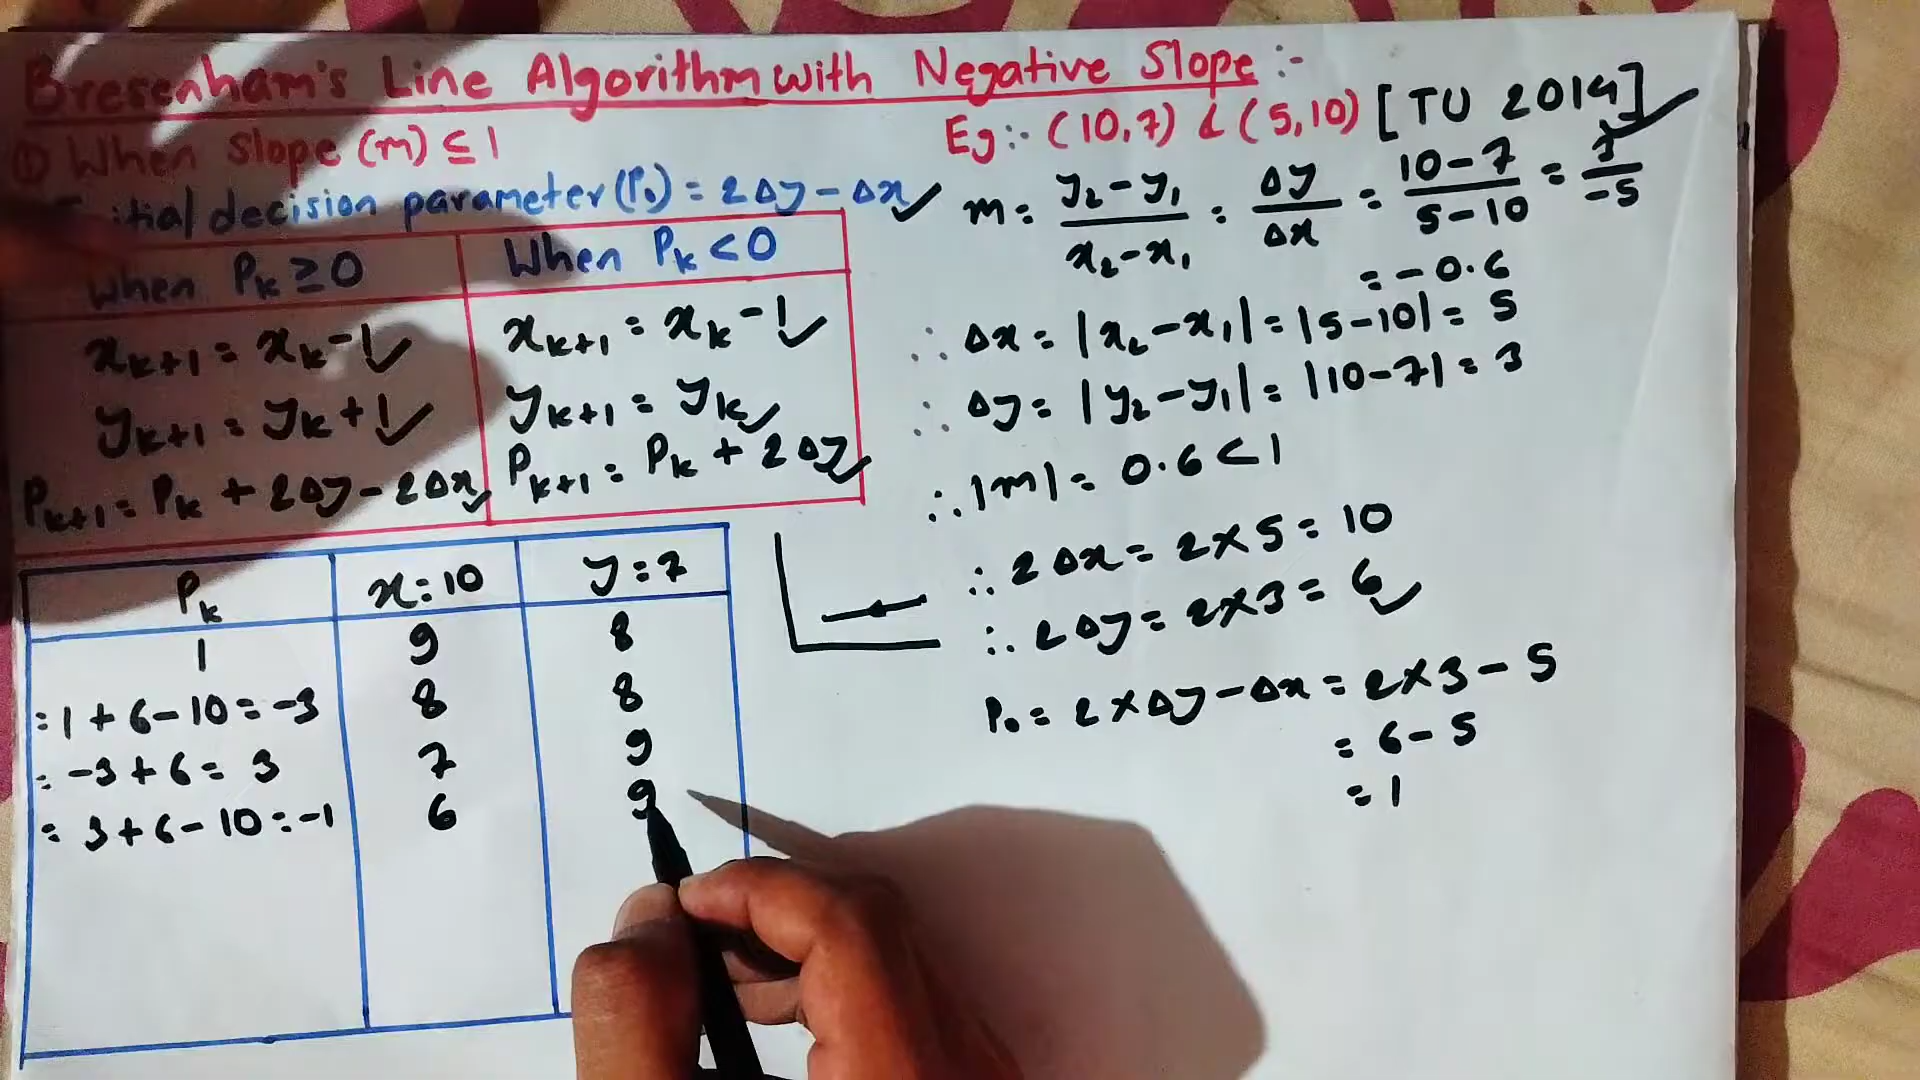 Bresenham's Line Algorithm with Negative Slope :-
① When Slope (m) ≤ 1
decision parameter (P₀) = 2Δy - Δx ✓
When Pk ≥ 0
When Pk < 0
xk+1 = xk - 1 ✓
xk+1 = xk - 1 ✓
yk+1 = yk + 1 ✓
yk+1 = yk ✓
Pk+1 = Pk + 2Δy - 2Δx ✓
Pk+1 = Pk + 2Δy ✓
Pk x = 10 y = 7
1 9 8
= 1 + 6 - 10 = -3 8 8
= -3 + 6 = 3 7 9
= 3 + 6 - 10 = -1 6 9
Eg :- (10,7) & (5,10) [TU 2014] ✓
m = y₂ - y₁ / x₂ - x₁ = Δy / Δx = 10 - 7 / 5 - 10 = 3 / -5
= -0.6
∴ Δx = |x₂ - x₁| = |5 - 10| = 5
∴ Δy = |y₂ - y₁| = |10 - 7| = 3
∴ |m| = 0.6 < 1
∴ 2Δx = 2×5 = 10
∴ 2Δy = 2×3 = 6 ✓
P₀ = 2×Δy - Δx = 2×3 - 5
= 6 - 5
= 1